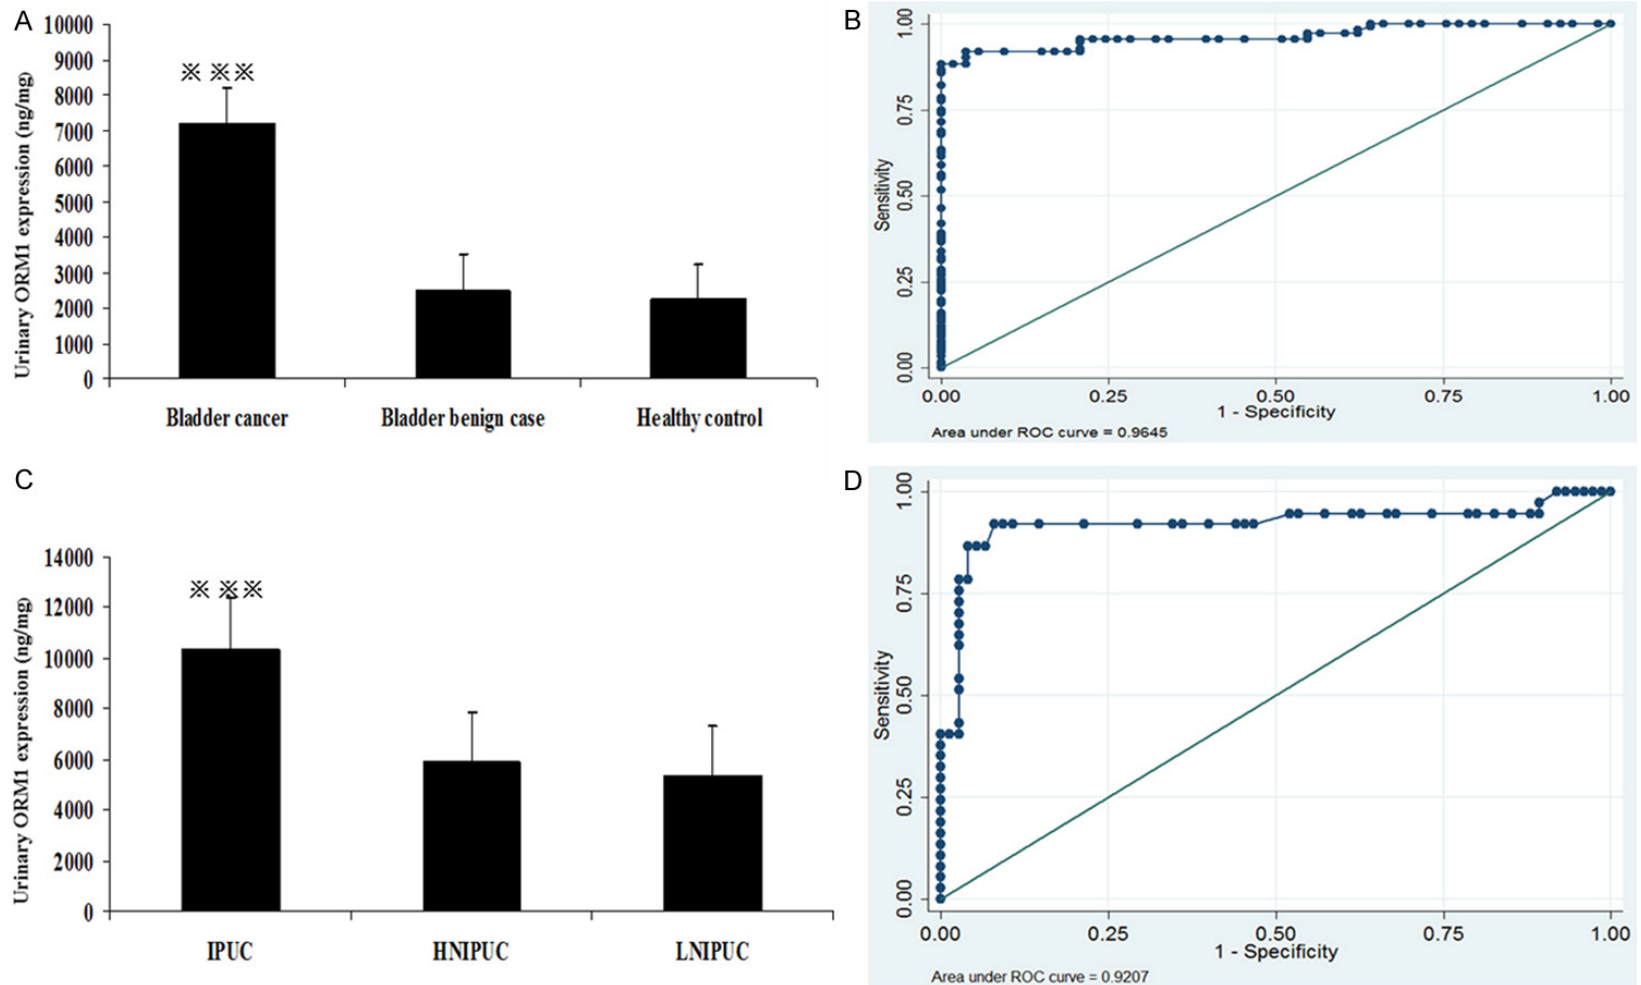 A
Urinary ORM1 expression (ng/mg)
10000
9000
8000
7000
6000
5000
4000
3000
2000
1000
0
※※※
Bladder cancer
Bladder benign case
Healthy control
B
Sensitivity
1.00
0.75
0.50
0.25
0.00
0.00
0.25
0.50
0.75
1.00
1 - Specificity
Area under ROC curve = 0.9645
C
Urinary ORM1 expression (ng/mg)
14000
12000
10000
8000
6000
4000
2000
0
※※※
IPUC
HNIPUC
LNIPUC
D
Sensitivity
1.00
0.75
0.50
0.25
0.00
0.00
0.25
0.50
0.75
1.00
1 - Specificity
Area under ROC curve = 0.9207